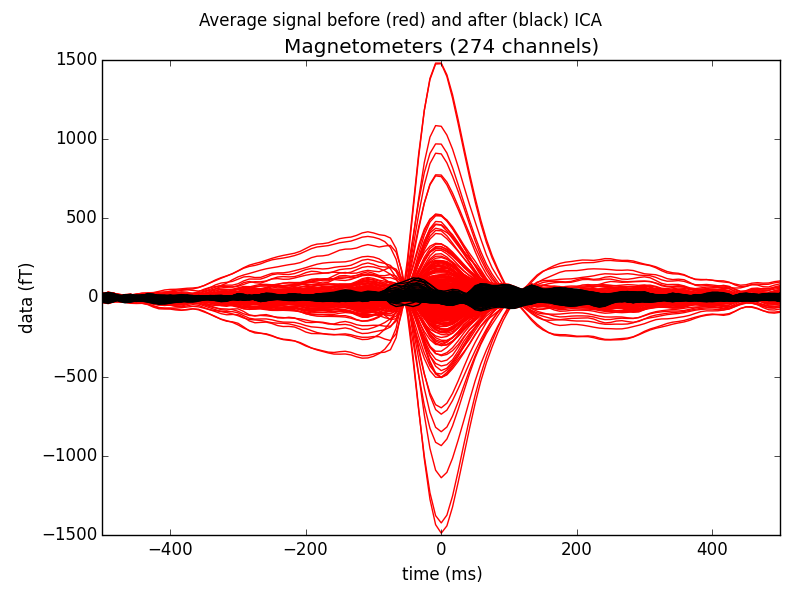 Average signal before (red) and after (black) ICA
Magnetometers (274 channels)
1500
1000
500
0
−500
−1000
−1500
data (fT)
−400 −200 0 200 400
time (ms)